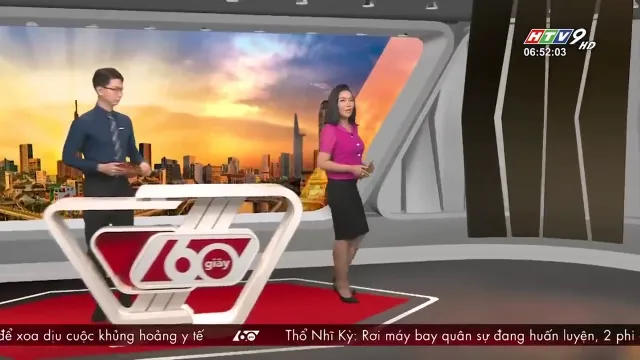 HTV9 HD
06:52:03
60 giây
để xoa dịu cuộc khủng hoảng y tế 60 Thổ Nhĩ Kỳ: Rơi máy bay quân sự đang huấn luyện, 2 phi